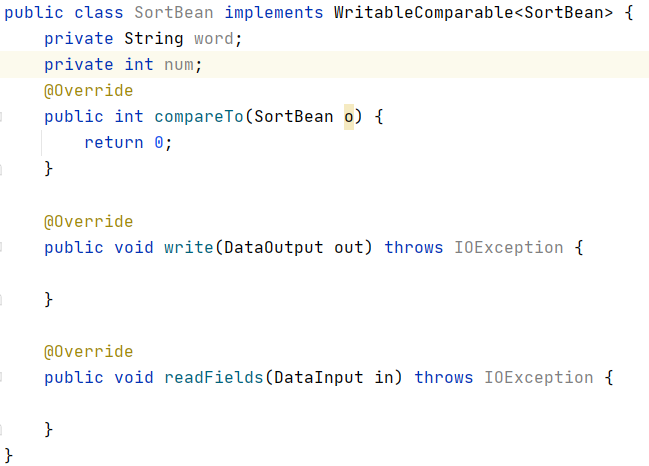 public class SortBean implements WritableComparable<SortBean> {
    private String word;
    private int num;
    @Override
    public int compareTo(SortBean o) {
        return 0;
    }
    @Override
    public void write(DataOutput out) throws IOException {
    }
    @Override
    public void readFields(DataInput in) throws IOException {
    }
}